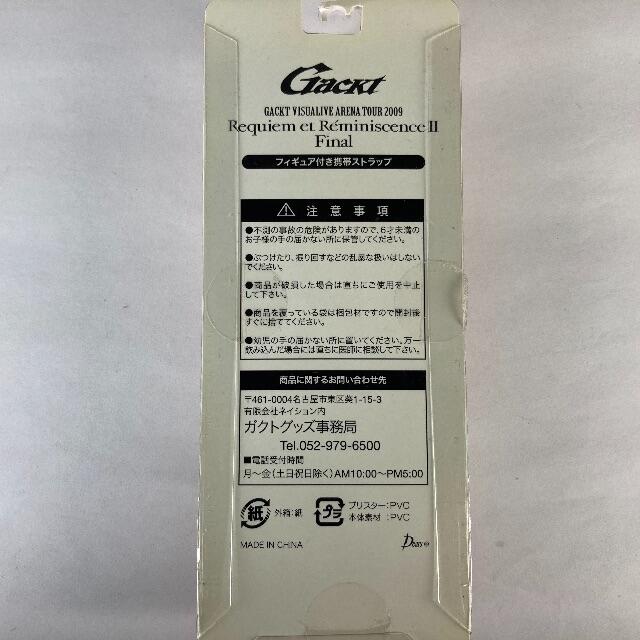 Gackt
GACKT VISUALIVE ARENA TOUR 2009
Requiem et Réminiscence II
Final
フィギュア付き携帯ストラップ
注意事項
●不測の事故の危険がありますので、6才未満の
お子様の手の届かない所に保管してください。
●ぶつけたり、振り回すなどの乱暴な扱いはしない
でください。
●商品が破損した場合は直ちにご使用を中止
して下さい。
●商品を覆っている袋は梱包材ですので開封後
すぐに捨ててください。
●幼児の手の届かない所に置いてください。万一
飲み込んだ場合には直ちに医師に相談して下さい。
商品に関するお問い合わせ先
〒461-0004名古屋市東区葵1-15-3
有限会社ネイション内
ガクトグッズ事務局
Tel.052-979-6500
■電話受付時間
月～金(土日祝日除く)AM10:00～PM5:00
紙 外箱:紙
プラ ブリスター:PVC
本体素材:PVC
MADE IN CHINA